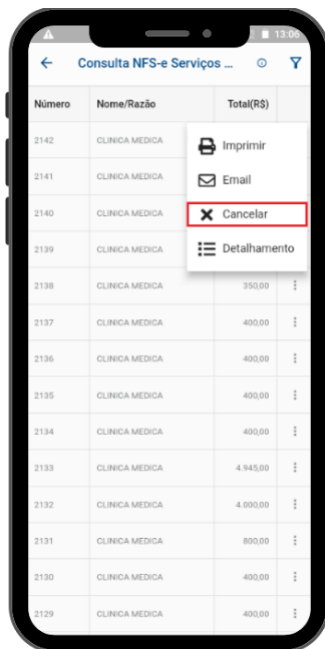 13:06
Consulta NFS-e Serviços ...
Número Nome/Razão Total(R$)
2142 CLINICA MEDICA
Imprimir
2141 CLINICA MEDICA
Email
2140 CLINICA MEDICA
Cancelar
2139 CLINICA MEDICA
Detalhamento
2138 CLINICA MEDICA 350,00
2137 CLINICA MEDICA 400,00
2136 CLINICA MEDICA 400,00
2135 CLINICA MEDICA 400,00
2134 CLINICA MEDICA 400,00
2133 CLINICA MEDICA 4.945,00
2132 CLINICA MEDICA 4.000,00
2131 CLINICA MEDICA 800,00
2130 CLINICA MEDICA 400,00
2129 CLINICA MEDICA 400,00